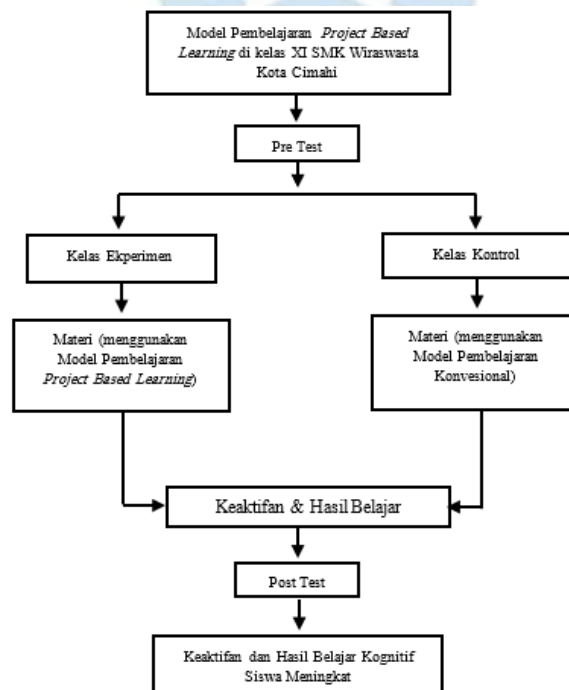 Model Pembelajaran Project Based
Learning di kelas XI SMK Wiraswasta
Kota Cimahi
Pre Test
Kelas Ekperimen
Kelas Kontrol
Materi (menggunakan
Model Pembelajaran
Project Based Learning)
Materi (menggunakan
Model Pembelajaran
Konvesional)
Keaktifan & Hasil Belajar
Post Test
Keaktifan dan Hasil Belajar Kognitif
Siswa Meningkat